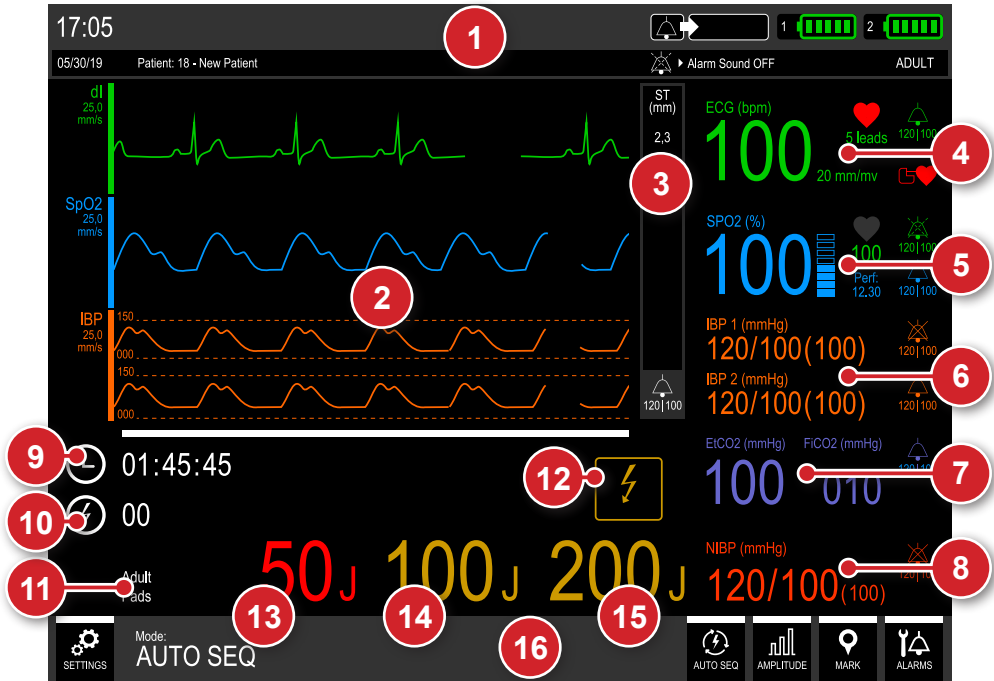 17:05
1
1
2
05/30/19
Patient: 18 - New Patient
Alarm Sound OFF
ADULT
dI
25,0
mm/s
ST
(mm)
2,3
3
ECG (bpm)
100
5 leads
20 mm/mv
120|100
4
SpO2
25,0
mm/s
2
SPO2 (%)
100
100
Perf:
12.30
120|100
120|100
5
IBP
25,0
mm/s
150
000
150
000
120|100
IBP 1 (mmHg)
120/100(100)
120|100
6
IBP 2 (mmHg)
120/100(100)
120|100
9
01:45:45
10
00
12
EtCO2 (mmHg)
FiCO2 (mmHg)
100
010
7
11
Adult
50J
100J
200J
13
14
15
NIBP (mmHg)
120/100(100)
8
SETTINGS
Mode:
AUTO SEQ
16
AUTO SEQ
AMPLITUDE
MARK
ALARMS